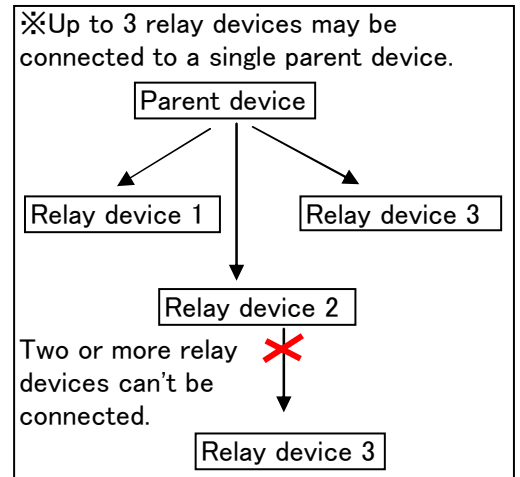 ※Up to 3 relay devices may be
connected to a single parent device.
Parent device
Relay device 1
Relay device 3
Relay device 2
Two or more relay
devices can't be
connected.
Relay device 3